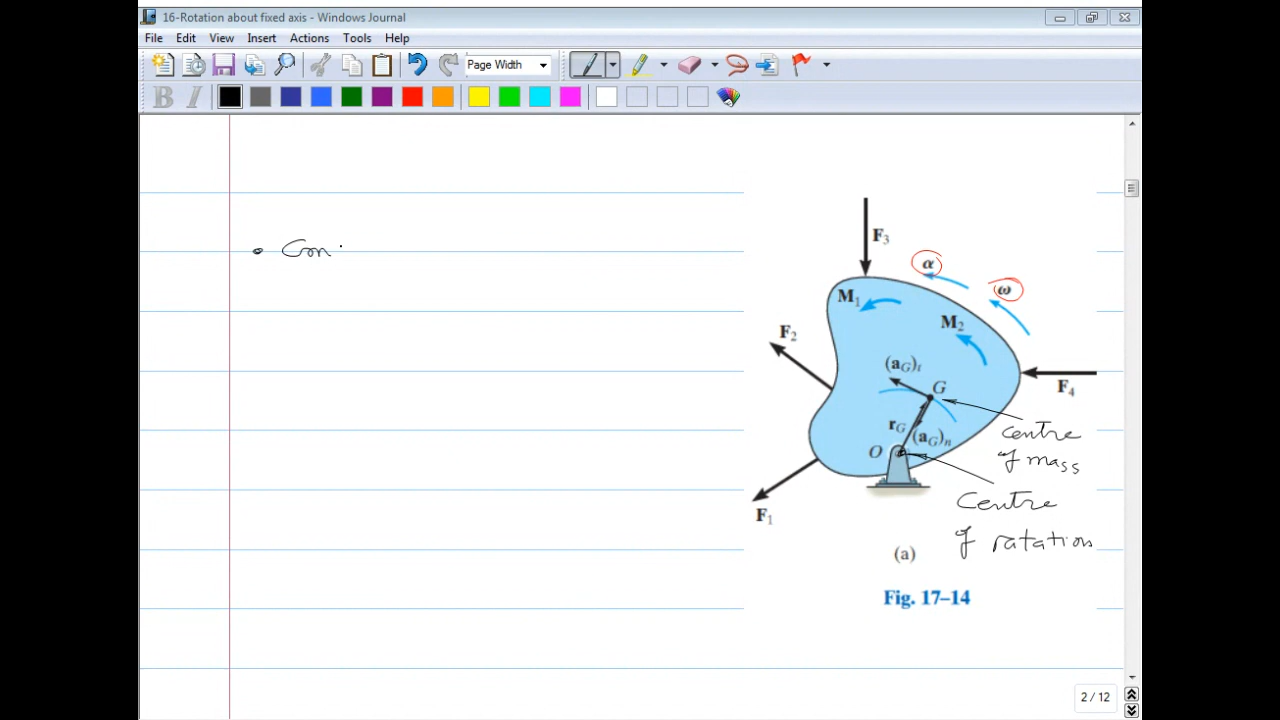 16-Rotation about fixed axis - Windows Journal
File Edit View Insert Actions Tools Help
Page Width
B I
• Con
F3
α
ω
M1
M2
F2
(aG)t
G
F4
rG
(aG)n
centre
of mass
O
Centre
of rotation
F1
(a)
Fig. 17–14
2 / 12